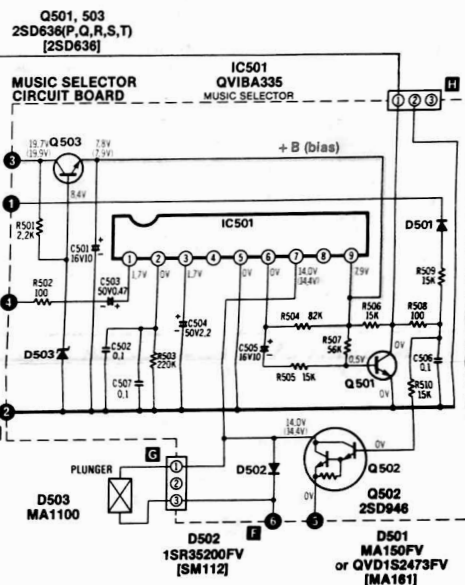 Q501, 503
2SD636(P,Q,R,S,T)
[2SD636]
IC501
QVIBA335
MUSIC SELECTOR
MUSIC SELECTOR
CIRCUIT BOARD
H
1 2 3
19.7V
(19.9V)
Q503
7.8V
(7.9V)
+B (bias)
3
8.4V
1
R501
2.2K
C501
16V10
IC501
D501
1 2 3 4 5 6 7 8 9
1.7V
0V
1.7V
0V
0V
14.0V
(34.4V)
7.9V
R509
15K
4
R502
100
C503
50V0.47
R504 82K
R506
15K
R508
100
C504
50V2.2
C505
16V10
R507
56K
0V
D503
C502
0.1
R503
220K
0.5V
C506
0.1
C507
0.1
R505 15K
Q501
R510
15K
0V
2
14.0V
(34.4V)
G
PLUNGER
1
2
3
D502
0V
Q502
0V
D503
MA1100
F
6
5
Q502
2SD946
D502
1SR35200FV
[SM112]
D501
MA150FV
or QVD1S2473FV
[MA161]